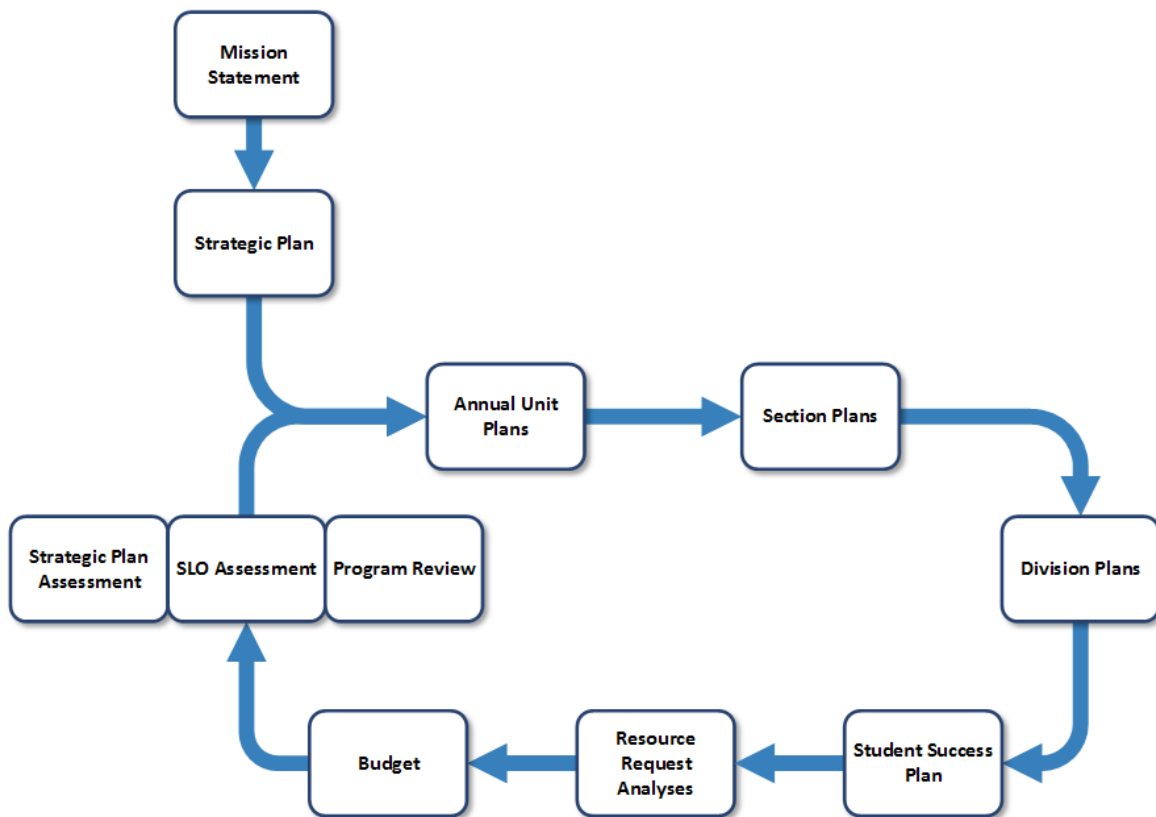 Mission
Statement
Strategic Plan
Annual Unit
Plans
Section Plans
Strategic Plan
Assessment
SLO Assessment
Program Review
Division Plans
Budget
Resource
Request
Analyses
Student Success
Plan